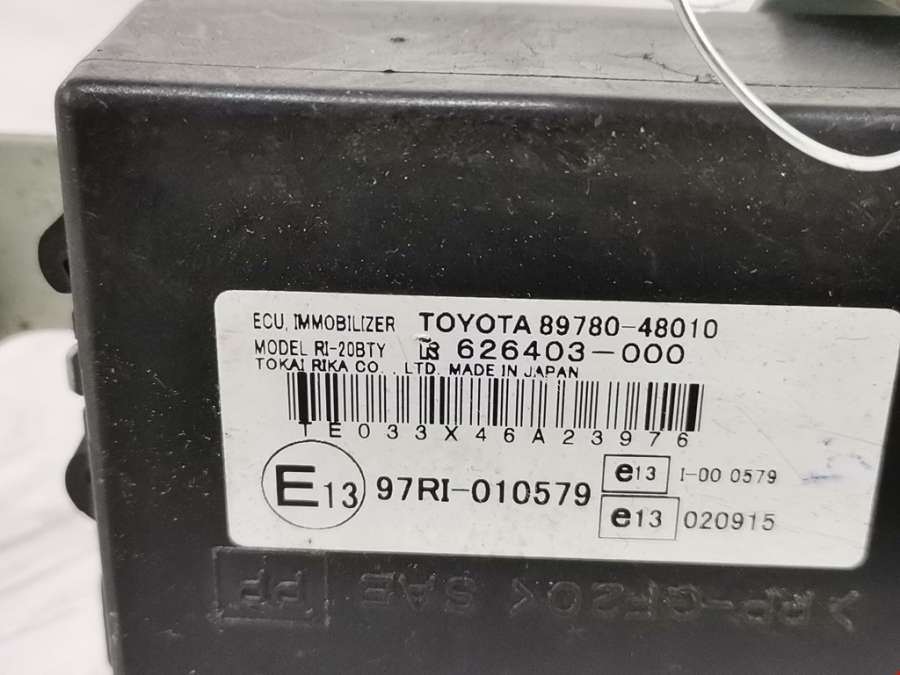 ECU, IMMOBILIZER TOYOTA 89780-48010
MODEL RI-20BTY 626403-000
TOKAI RIKA CO., LTD. MADE IN JAPAN
TE033X46A23976
E13 97RI-010579
e13 I-00 0579
e13 020915